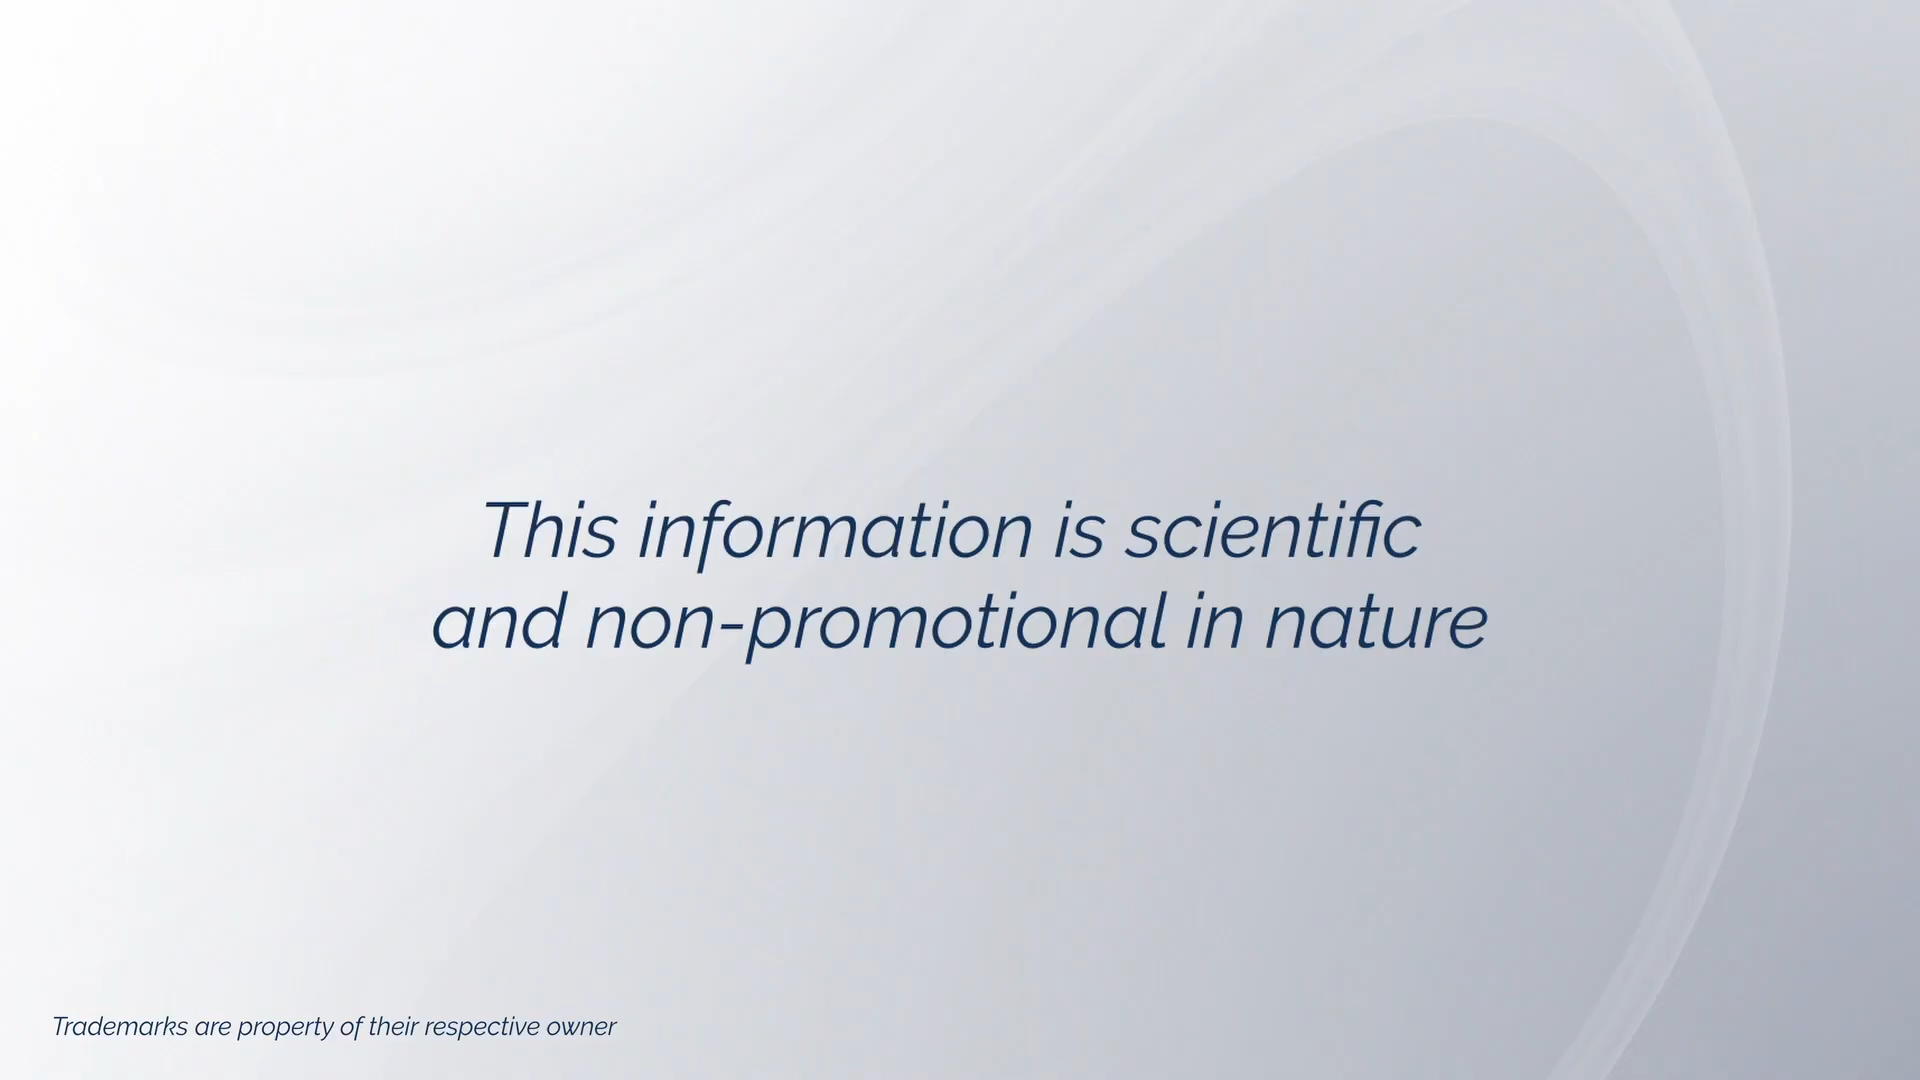 This information is scientific
and non-promotional in nature
Trademarks are property of their respective owner